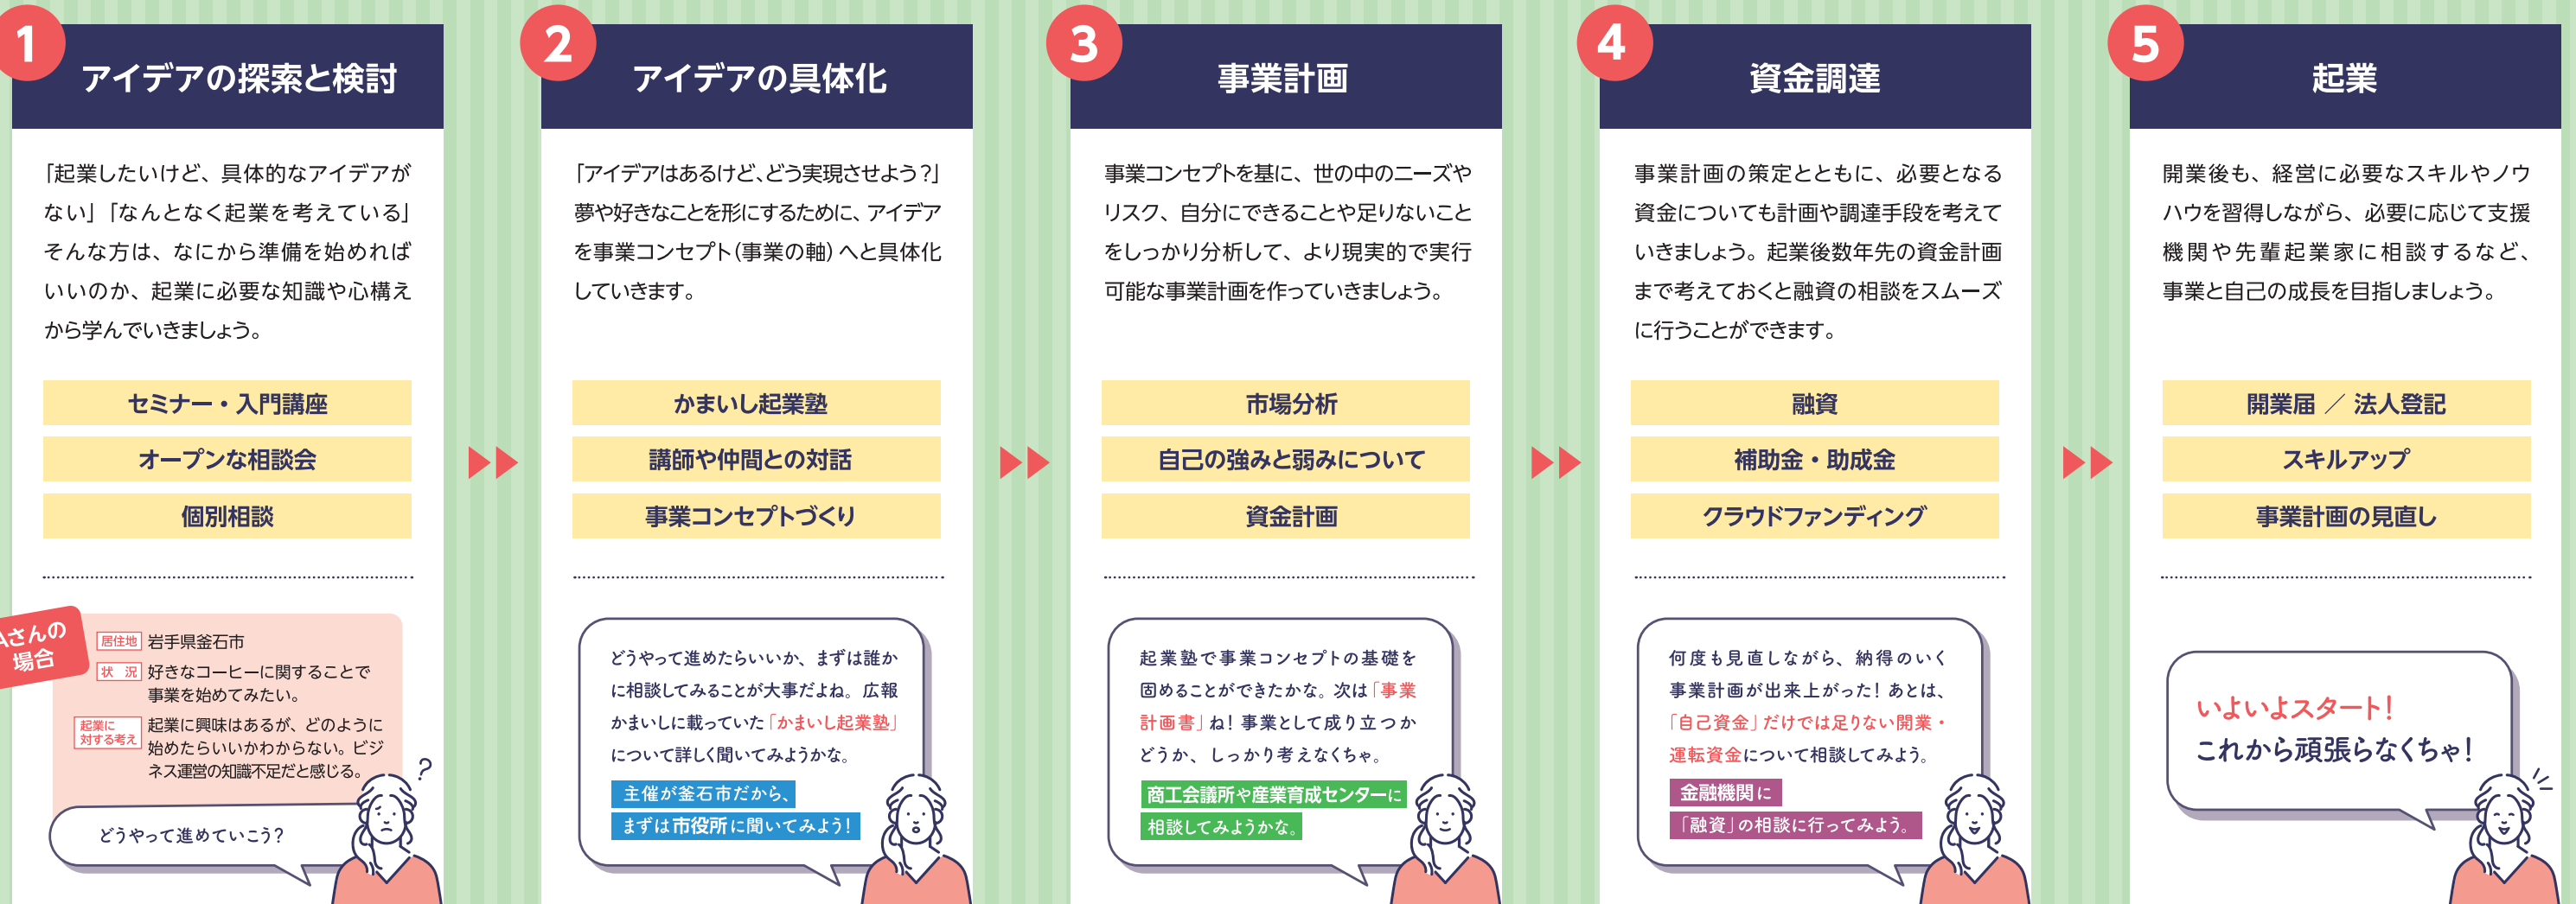 1
アイデアの探索と検討
「起業したいけど、具体的なアイデアが
ない」「なんとなく起業を考えている」
そんな方は、なにから準備を始めれば
いいのか、起業に必要な知識や心構え
から学んでいきましょう。
セミナー・入門講座
オープンな相談会
個別相談
Aさんの
場合
居住地 岩手県釜石市
状況 好きなコーヒーに関することで
事業を始めてみたい。
起業に
対する考え
起業に興味はあるが、どのように
始めたらいいかわからない。ビジ
ネス運営の知識不足だと感じる。
?
どうやって進めていこう?
2
アイデアの具体化
「アイデアはあるけど、どう実現させよう?」
夢や好きなことを形にするために、アイデア
を事業コンセプト(事業の軸)へと具体化
していきます。
かまいし起業塾
講師や仲間との対話
事業コンセプトづくり
どうやって進めたらいいか、まずは誰か
に相談してみることが大事だよね。広報
かまいしに載っていた「かまいし起業塾」
について詳しく聞いてみようかな。
主催が釜石市だから、
まずは市役所に聞いてみよう!
3
事業計画
事業コンセプトを基に、世の中のニーズや
リスク、自分にできることや足りないこと
をしっかり分析して、より現実的で実行
可能な事業計画を作っていきましょう。
市場分析
自己の強みと弱みについて
資金計画
起業塾で事業コンセプトの基礎を
固めることができたかな。次は「事業
計画書」ね!事業として成り立つか
どうか、しっかり考えなくちゃ。
商工会議所や産業育成センターに
相談してみようかな。
4
資金調達
事業計画の策定とともに、必要となる
資金についても計画や調達手段を考えて
いきましょう。起業後数年先の資金計画
まで考えておくと融資の相談をスムーズ
に行うことができます。
融資
補助金・助成金
クラウドファンディング
何度も見直しながら、納得のいく
事業計画が出来上がった!あとは、
「自己資金」だけでは足りない開業・
運転資金について相談してみよう。
金融機関に
「融資」の相談に行ってみよう。
5
起業
開業後も、経営に必要なスキルやノウ
ハウを習得しながら、必要に応じて支援
機関や先輩起業家に相談するなど、
事業と自己の成長を目指しましょう。
開業届 ／ 法人登記
スキルアップ
事業計画の見直し
いよいよスタート!
これから頑張らなくちゃ!